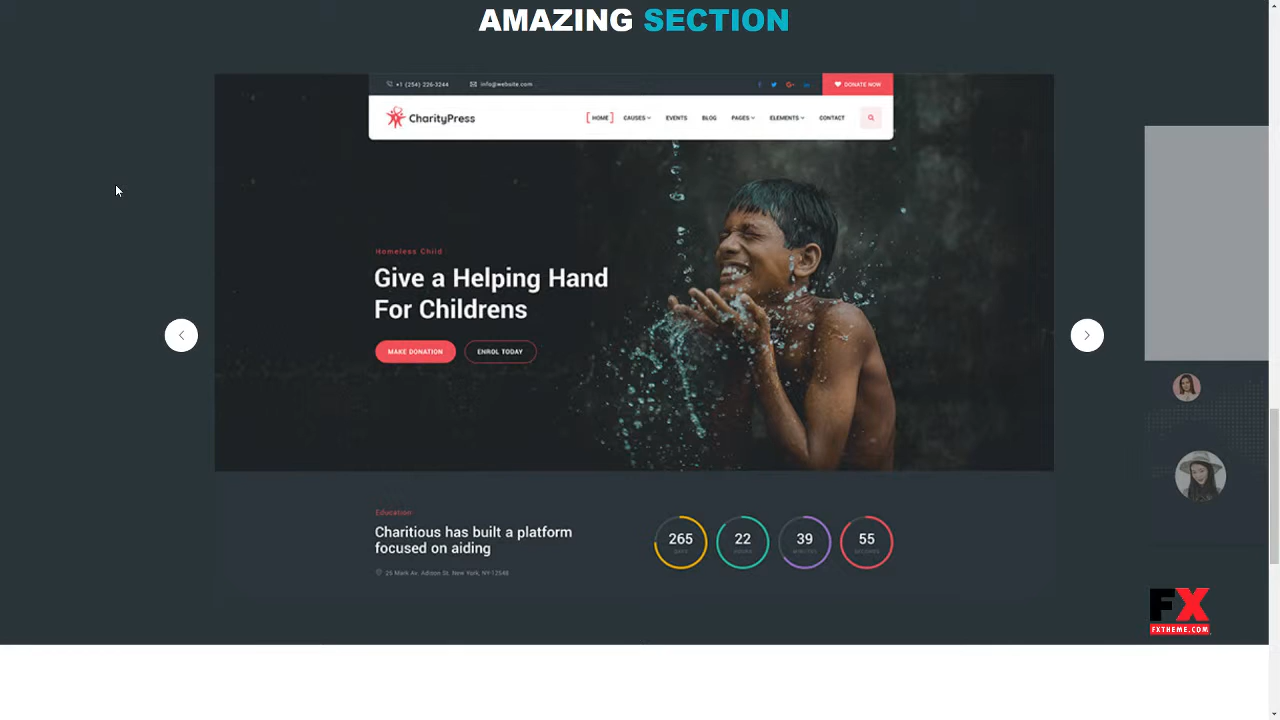 AMAZING SECTION
+1 (254) 226-3244 info@website.com DONATE NOW
CharityPress HOME CAUSES EVENTS BLOG PAGES ELEMENTS CONTACT
Homeless Child
Give a Helping Hand
For Childrens
MAKE DONATION ENROL TODAY
Education
Charitious has built a platform
focused on aiding
265 22 39 55
DAYS HOURS MINUTES SECONDS
25 Mark Av. Adison St. New York, NY-12548
FX
FXTHEME.COM